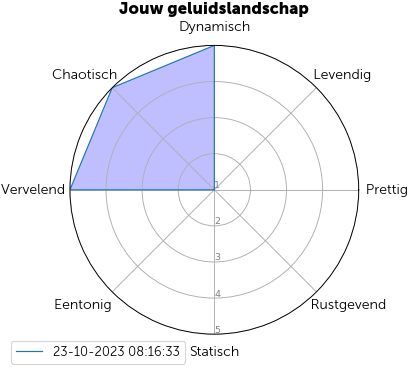 Jouw geluidslandschap
Dynamisch
Chaotisch
Levendig
Vervelend
1
Prettig
2
3
4
Eentonig
Rustgevend
5
23-10-2023 08:16:33
Statisch